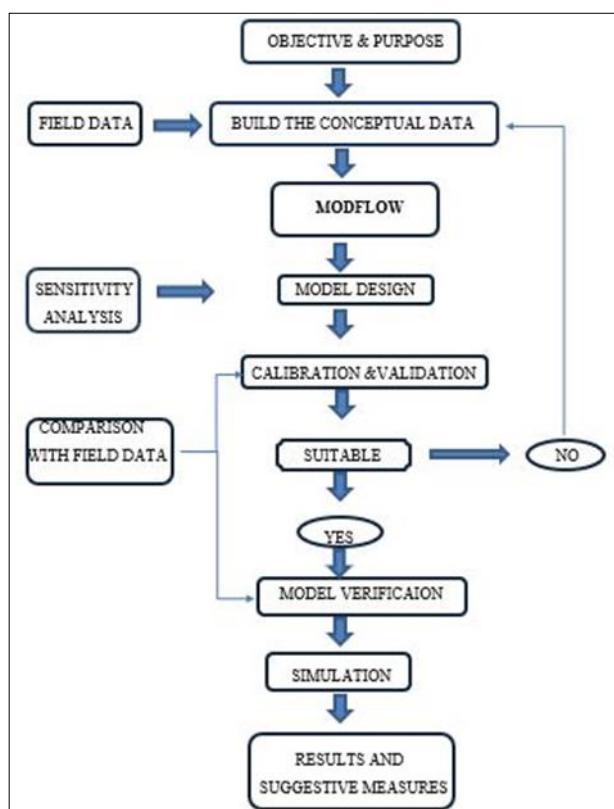 OBJECTIVE & PURPOSE
FIELD DATA
BUILD THE CONCEPTUAL DATA
MODFLOW
SENSITIVITY
ANALYSIS
MODEL DESIGN
CALIBRATION &VALIDATION
COMPARISON
WITH FIELD DATA
SUITABLE
NO
YES
MODEL VERIFICAION
SIMULATION
RESULTS AND
SUGGESTIVE MEASURES